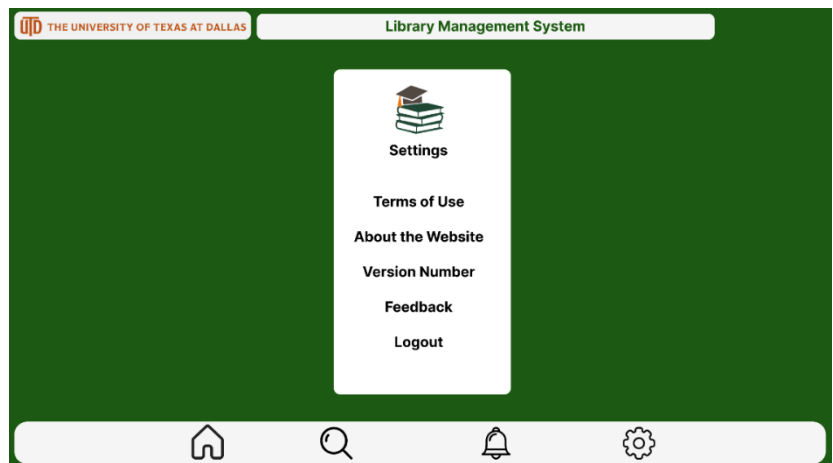 UTD THE UNIVERSITY OF TEXAS AT DALLAS
Library Management System
Settings
Terms of Use
About the Website
Version Number
Feedback
Logout